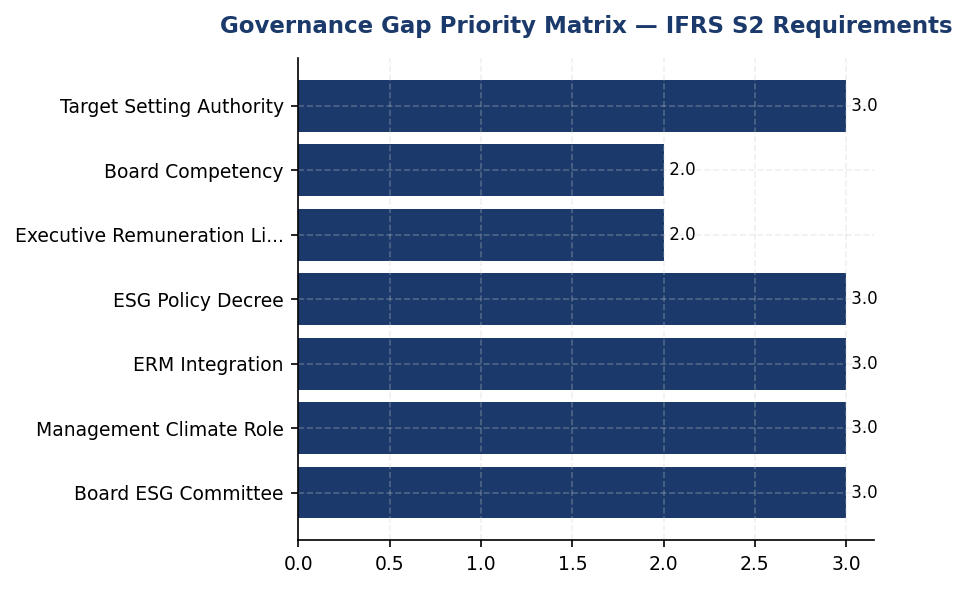 Governance Gap Priority Matrix — IFRS S2 Requirements
Target Setting Authority 3.0
Board Competency 2.0
Executive Remuneration Li... 2.0
ESG Policy Decree 3.0
ERM Integration 3.0
Management Climate Role 3.0
Board ESG Committee 3.0
0.0 0.5 1.0 1.5 2.0 2.5 3.0